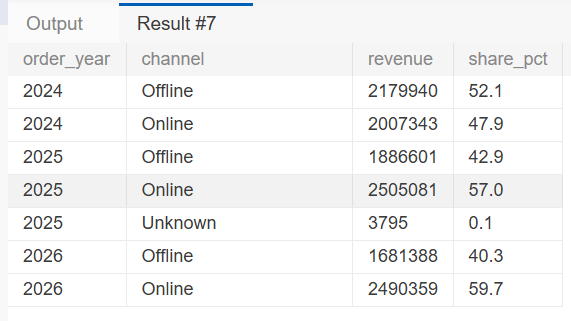 Output Result #7
order_year channel revenue share_pct
2024 Offline 2179940 52.1
2024 Online 2007343 47.9
2025 Offline 1886601 42.9
2025 Online 2505081 57.0
2025 Unknown 3795 0.1
2026 Offline 1681388 40.3
2026 Online 2490359 59.7